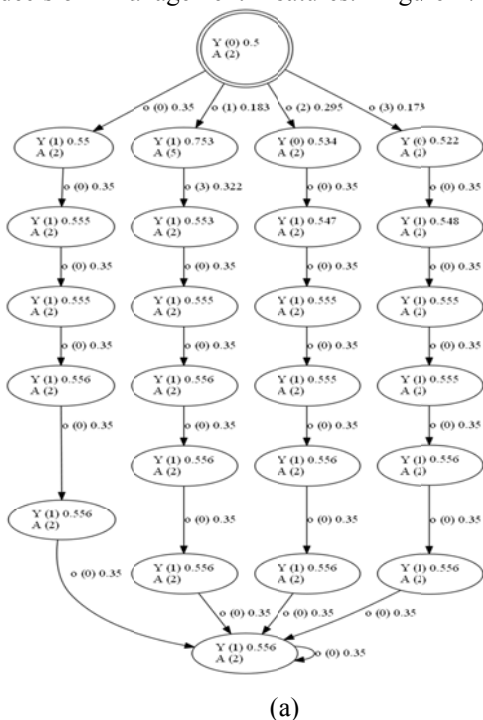 Y (0) 0.5
A (2)
o (0) 0.35 o (1) 0.183 o (2) 0.295 o (3) 0.173
Y (1) 0.55 Y (1) 0.753 Y (0) 0.534 Y (0) 0.522
A (2) A (5) A (2) A (2)
o (0) 0.35 o (3) 0.322 o (0) 0.35 o (0) 0.35
Y (1) 0.555 Y (1) 0.553 Y (1) 0.547 Y (1) 0.548
A (2) A (2) A (2) A (2)
o (0) 0.35 o (0) 0.35 o (0) 0.35 o (0) 0.35
Y (1) 0.555 Y (1) 0.555 Y (1) 0.555 Y (1) 0.555
A (2) A (2) A (2) A (2)
o (0) 0.35 o (0) 0.35 o (0) 0.35 o (0) 0.35
Y (1) 0.556 Y (1) 0.556 Y (1) 0.555 Y (1) 0.555
A (2) A (2) A (2) A (2)
o (0) 0.35 o (0) 0.35 o (0) 0.35 o (0) 0.35
Y (1) 0.556 Y (1) 0.556 Y (1) 0.556
A (2) A (2) A (2)
Y (1) 0.556
A (2)
o (0) 0.35 o (0) 0.35 o (0) 0.35
o (0) 0.35 Y (1) 0.556 Y (1) 0.556 Y (1) 0.556
A (2) A (2) A (2)
o (0) 0.35 o (0) 0.35 o (0) 0.35
Y (1) 0.556 o (0) 0.35
A (2)
(a)